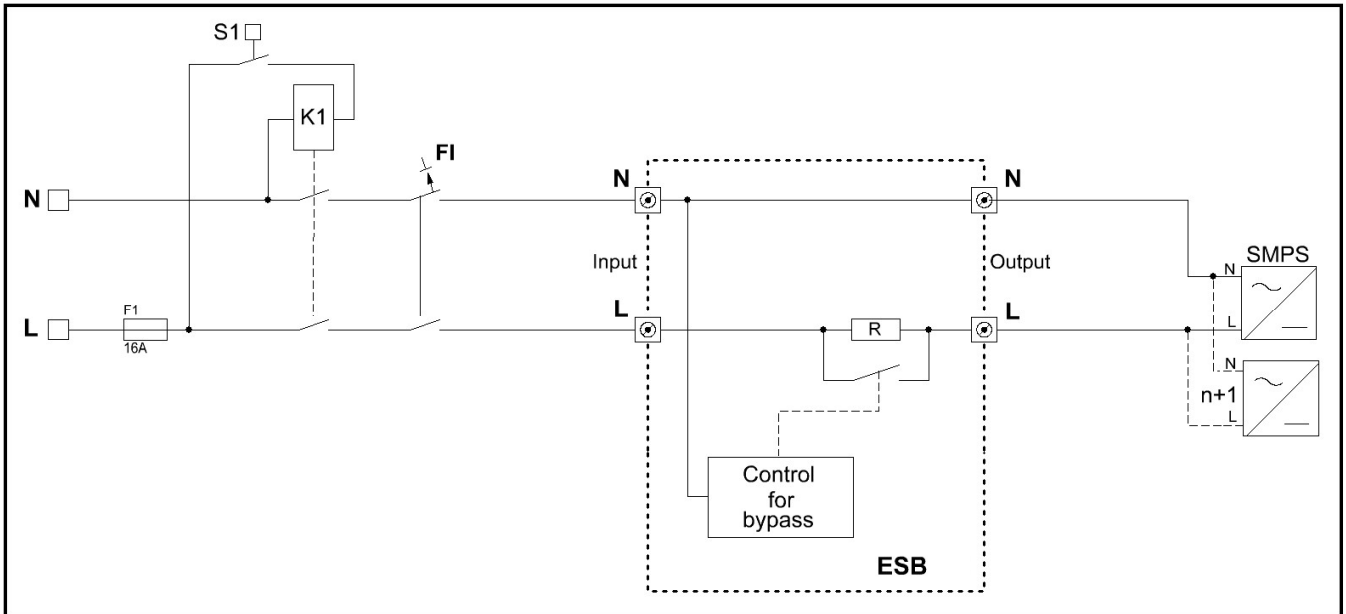 S1
K1
FI
N
N
N
Input
Output
SMPS
N
L
F1
16A
L
L
R
L
N
n+1
L
Control
for
bypass
ESB